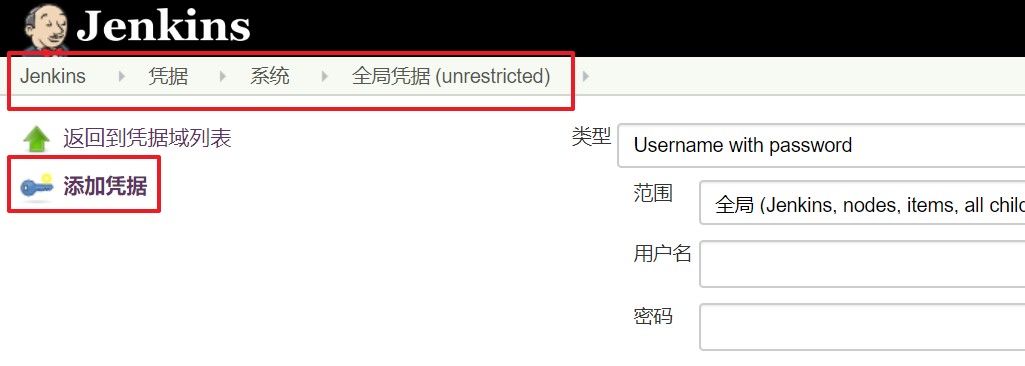 Jenkins
Jenkins 凭据 系统 全局凭据 (unrestricted)
返回到凭据域列表
添加凭据
类型 Username with password
范围 全局 (Jenkins, nodes, items, all chilc
用户名
密码